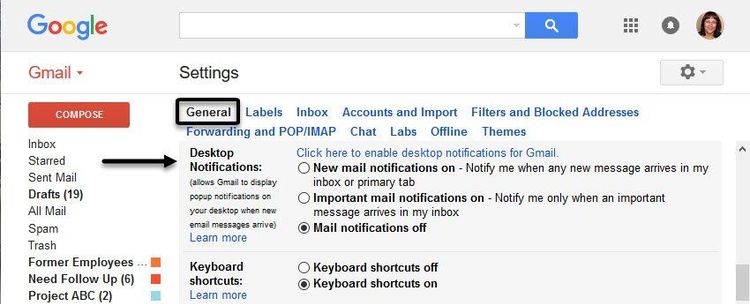 Google
Gmail
Settings
COMPOSE
Inbox
Starred
Sent Mail
Drafts (19)
All Mail
Spam
Trash
Former Employees ...
Need Follow Up (6)
Project ABC (2)
General Labels Inbox Accounts and Import Filters and Blocked Addresses
Forwarding and POP/IMAP Chat Labs Offline Themes
Desktop
Notifications:
(allows Gmail to display
popup notifications on
your desktop when new
email messages arrive)
Learn more
Click here to enable desktop notifications for Gmail.
New mail notifications on - Notify me when any new message arrives in my
inbox or primary tab
Important mail notifications on - Notify me only when an important
message arrives in my inbox
Mail notifications off
Keyboard
shortcuts:
Learn more
Keyboard shortcuts off
Keyboard shortcuts on